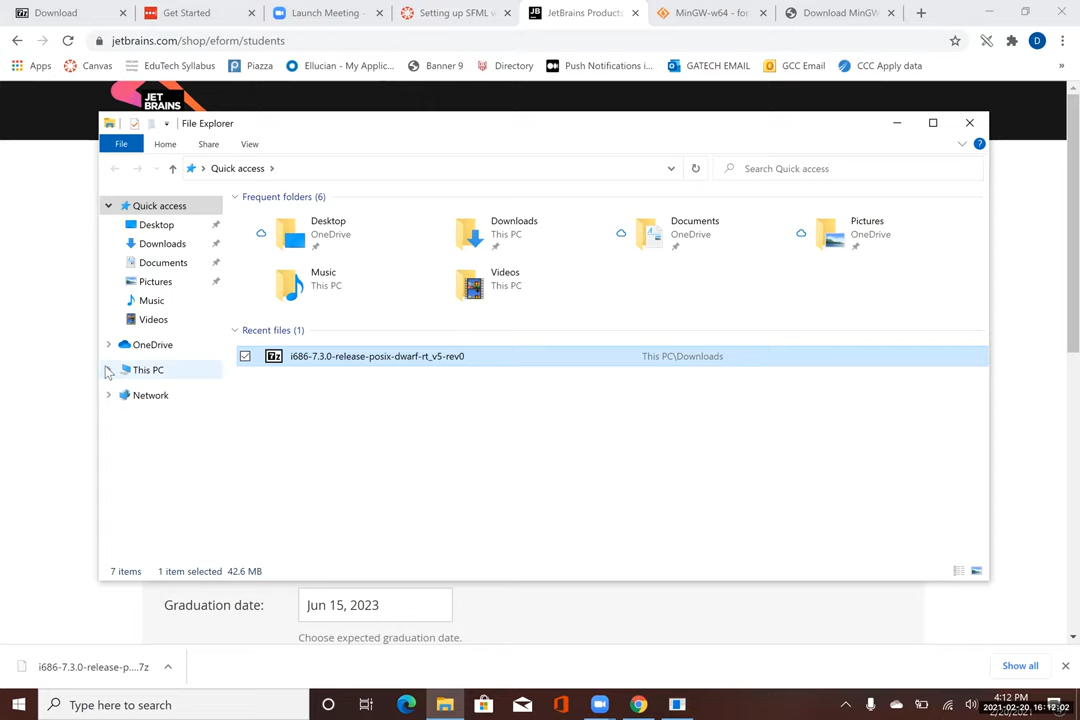 7z Download
Get Started
Launch Meeting -
Setting up SFML v
JB JetBrains Products
MinGW-w64 - for
Download MinGW
jetbrains.com/shop/eform/students
D
Apps
Canvas
EduTech Syllabus
Piazza
Ellucian - My Applic...
Banner 9
Directory
Push Notifications i...
GATECH EMAIL
GCC Email
CCC Apply data
»
JET
BRAINS
File Explorer
File
Home
Share
View
Quick access
Search Quick access
Quick access
Desktop
Downloads
Documents
Pictures
Music
Videos
OneDrive
This PC
Network
Frequent folders (6)
Desktop
OneDrive
Downloads
This PC
Documents
OneDrive
Pictures
OneDrive
Music
This PC
Videos
This PC
Recent files (1)
7z i686-7.3.0-release-posix-dwarf-rt_v5-rev0
This PC\Downloads
7 items
1 item selected 42.6 MB
Graduation date:
Jun 15, 2023
Choose expected graduation date.
i686-7.3.0-release-p....7z
Show all
Type here to search
4:12 PM
2021-02-20 16:12:02